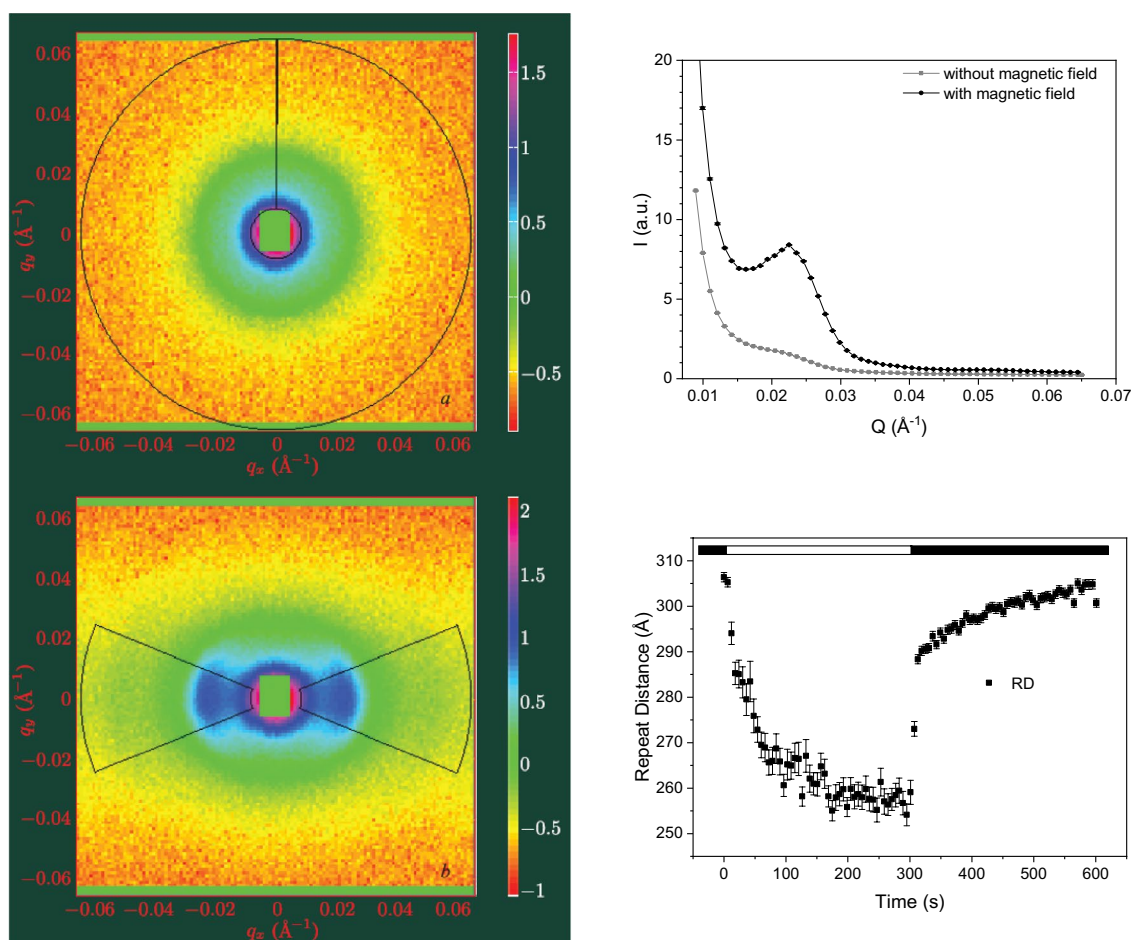 0.06
0.04
0.02
0
−0.02
−0.04
−0.06
q_y (Å⁻¹)
−0.06 −0.04 −0.02 0 0.02 0.04 0.06
q_x (Å⁻¹)
a
1.5
1
0.5
0
−0.5
20
15
10
5
0
I (a.u.)
without magnetic field
with magnetic field
0.01 0.02 0.03 0.04 0.05 0.06 0.07
Q (Å⁻¹)
0.06
0.04
0.02
0
−0.02
−0.04
−0.06
q_y (Å⁻¹)
−0.06 −0.04 −0.02 0 0.02 0.04 0.06
q_x (Å⁻¹)
b
2
1.5
1
0.5
0
−0.5
−1
310
300
290
280
270
260
250
Repeat Distance (Å)
RD
0 100 200 300 400 500 600
Time (s)